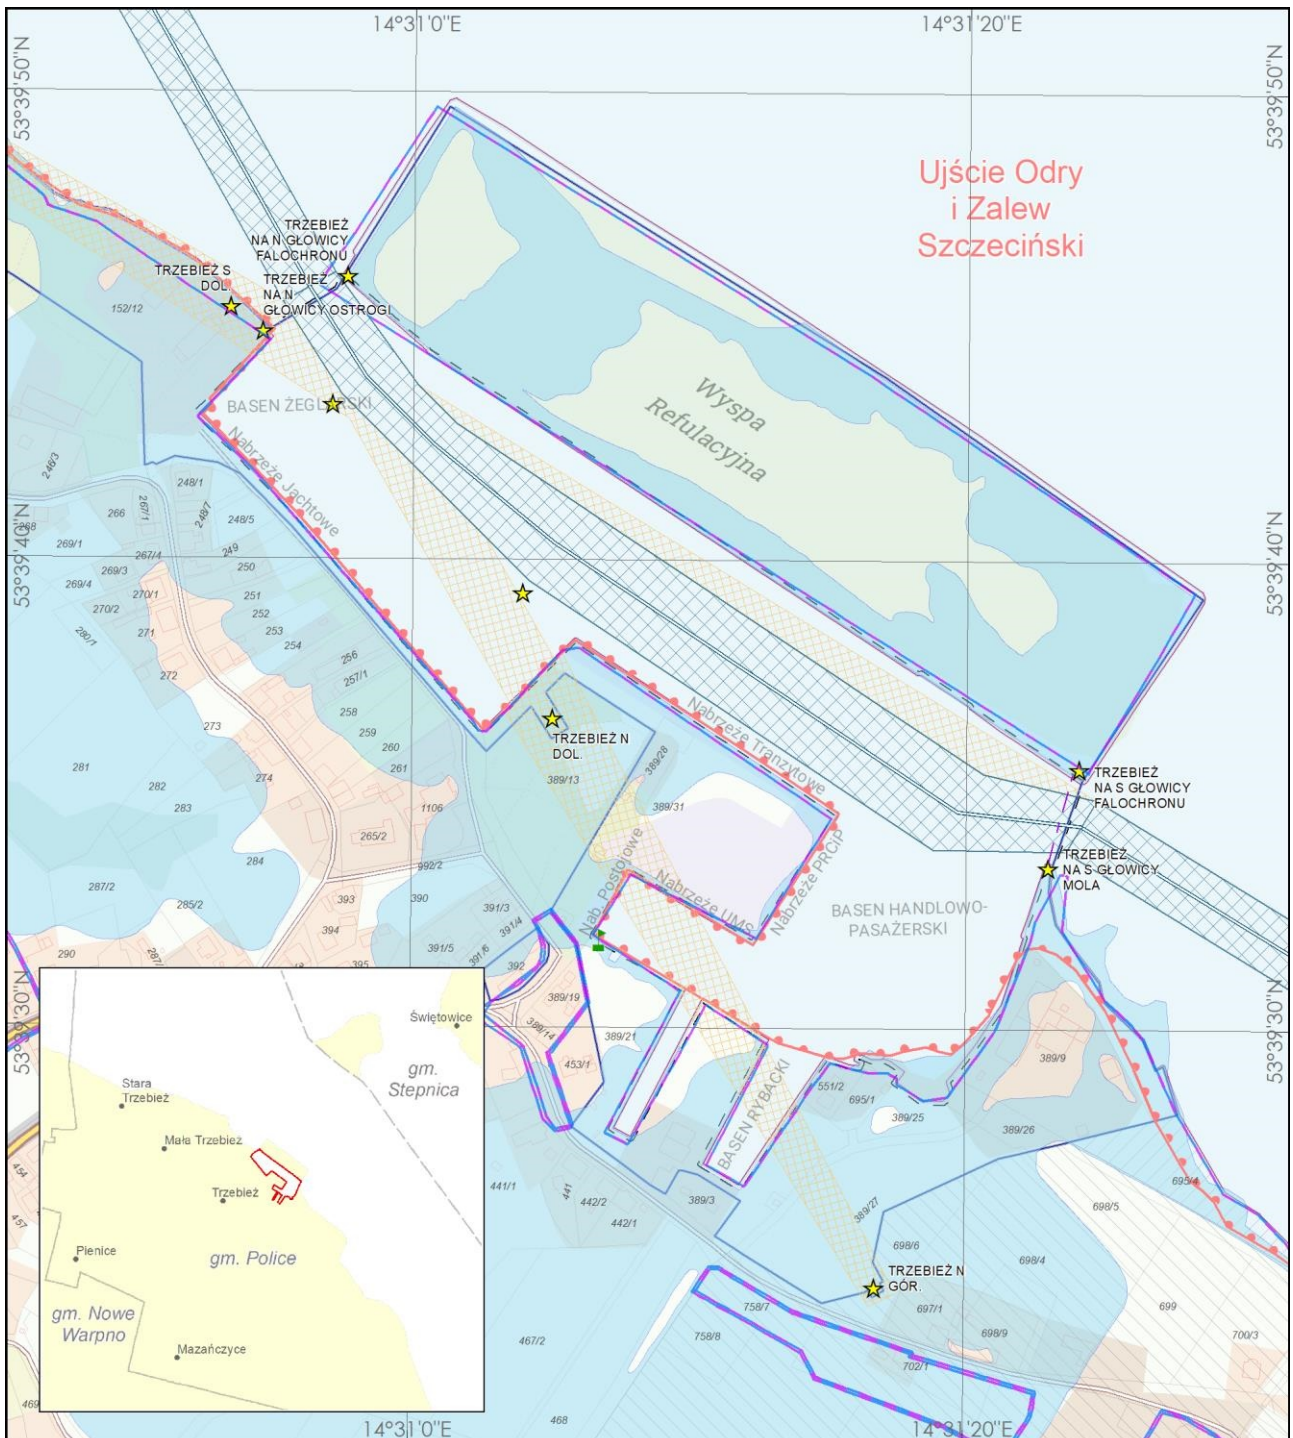 14°31'0"E
14°31'20"E
53°39'50"N
53°39'50"N
Ujście Odry
i Zalew
Szczeciński
TRZEBIEŻ
NA N GŁOWICY
FALOCHRONU
TRZEBIEŻ S
DOL.
TRZEBIEŻ
NA N
GŁOWICY OSTROGI
152/12
BASEN ŻEGLARSKI
Wyspa
Refulacyjna
Nabrzeże Jachtowe
246/3
248/1
266
267/1
248/7
248/5
268
269/1
267/4
249
53°39'40"N
53°39'40"N
269/3
250
269/4
270/1
251
270/2
252
280/1
271
253
254
256
272
257/1
258
273
259
Nabrzeże Tranzytowe
260
TRZEBIEŻ N
DOL.
281
274
261
389/28
282
389/13
TRZEBIEŻ
NA S GŁOWICY
FALOCHRONU
283
1106
389/31
265/2
284
992/2
Nab. Postojowe
Nabrzeże PRCiP
TRZEBIEŻ
NA S GŁOWICY
MOLA
287/2
285/2
393
390
Nabrzeże UMS
391/3
391/4
BASEN HANDLOWO-
PASAŻERSKI
394
391/5
391/6
290
287/
395
392
389/19
53°39'30"N
53°39'30"N
389/14
389/21
453/1
389/9
BASEN RYBACKI
551/2
695/1
389/25
389/26
454
441/1
441
442/2
442/1
389/3
389/27
695/4
457
698/5
698/6
698/4
TRZEBIEŻ N
GÓR.
758/7
697/1
699
467/2
758/8
698/9
700/3
702/1
469
468
Świętowice
gm.
Stepnica
Stara
Trzebież
Mała Trzebież
Trzebież
gm. Police
Pienice
gm. Nowe
Warpno
Mazańczyce
14°31'0"E
14°31'20"E